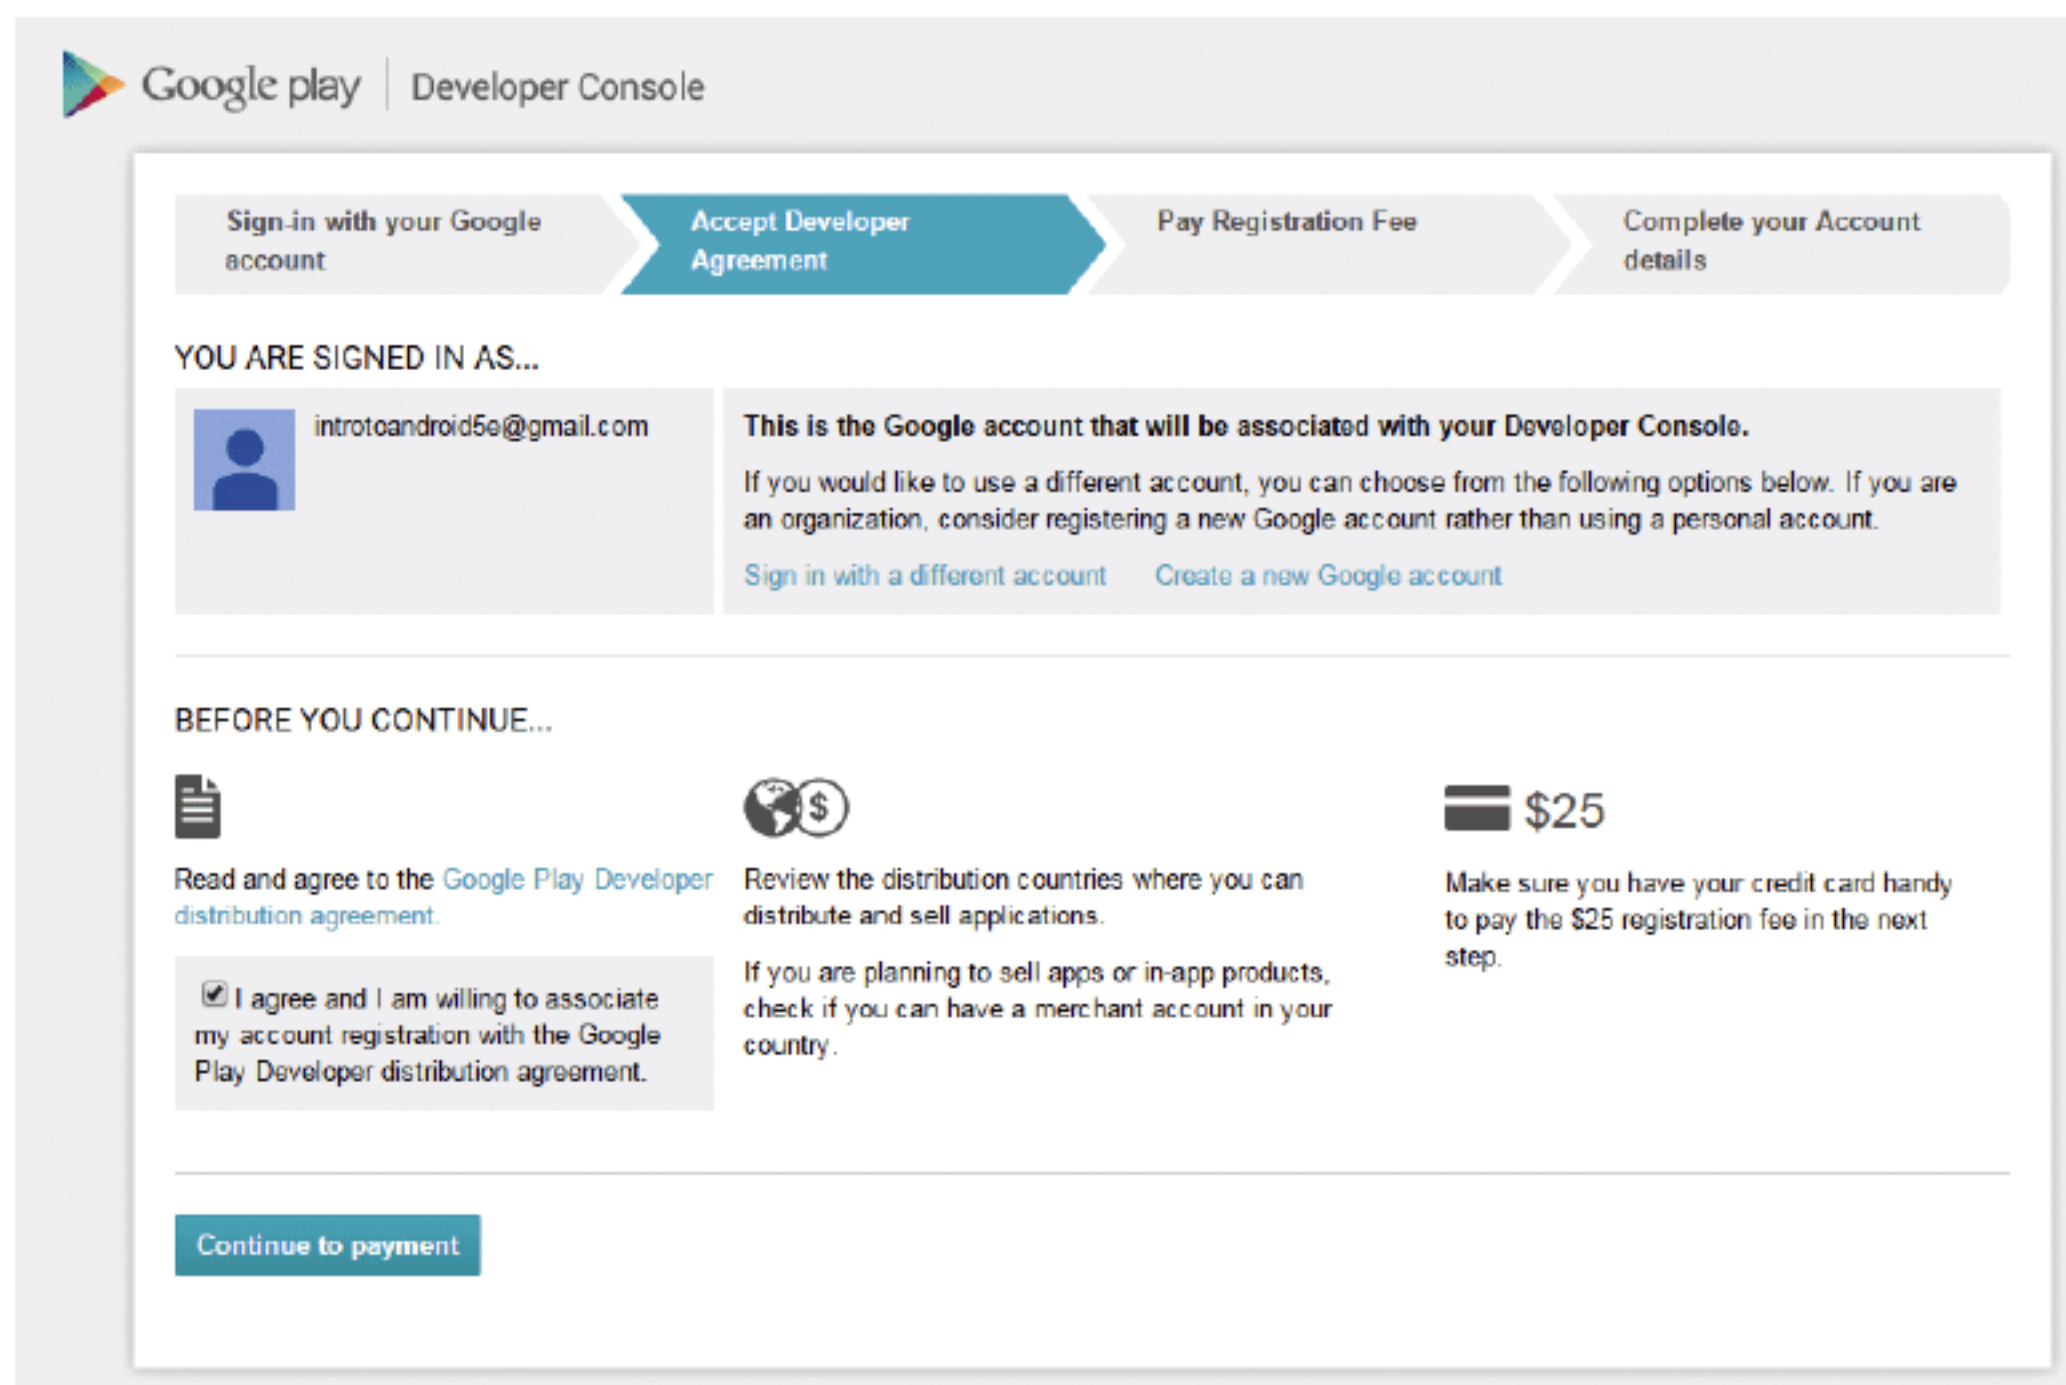 Google play | Developer Console
Sign-in with your Google
account
Accept Developer
Agreement
Pay Registration Fee
Complete your Account
details
YOU ARE SIGNED IN AS...
introtoandroid5e@gmail.com
This is the Google account that will be associated with your Developer Console.
If you would like to use a different account, you can choose from the following options below. If you are
an organization, consider registering a new Google account rather than using a personal account.
Sign in with a different account Create a new Google account
BEFORE YOU CONTINUE...
Read and agree to the Google Play Developer
distribution agreement.
I agree and I am willing to associate
my account registration with the Google
Play Developer distribution agreement.
$
Review the distribution countries where you can
distribute and sell applications.
If you are planning to sell apps or in-app products,
check if you can have a merchant account in your
country.
$25
Make sure you have your credit card handy
to pay the $25 registration fee in the next
step.
Continue to payment